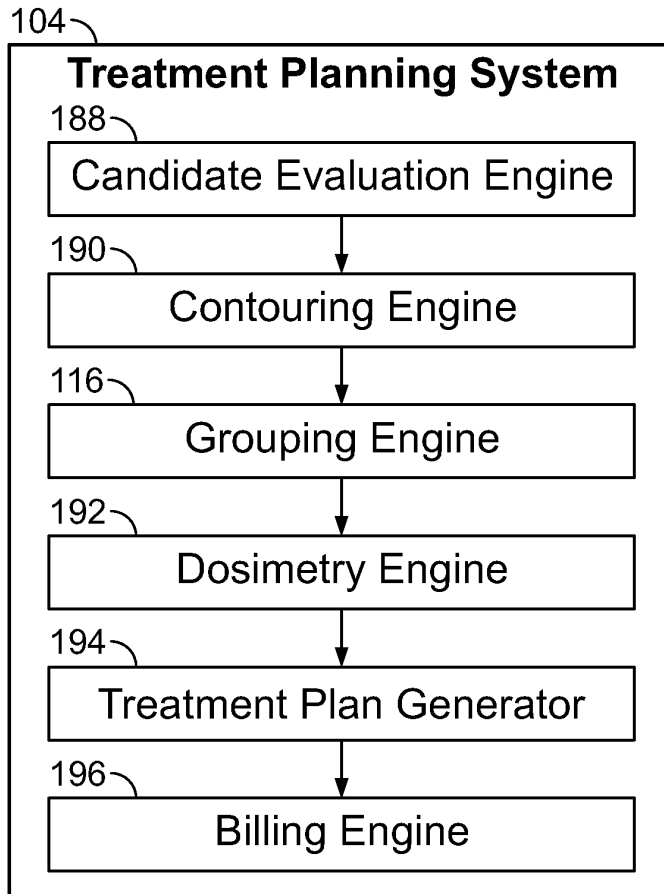 104
Treatment Planning System
188
Candidate Evaluation Engine
190
Contouring Engine
116
Grouping Engine
192
Dosimetry Engine
194
Treatment Plan Generator
196
Billing Engine